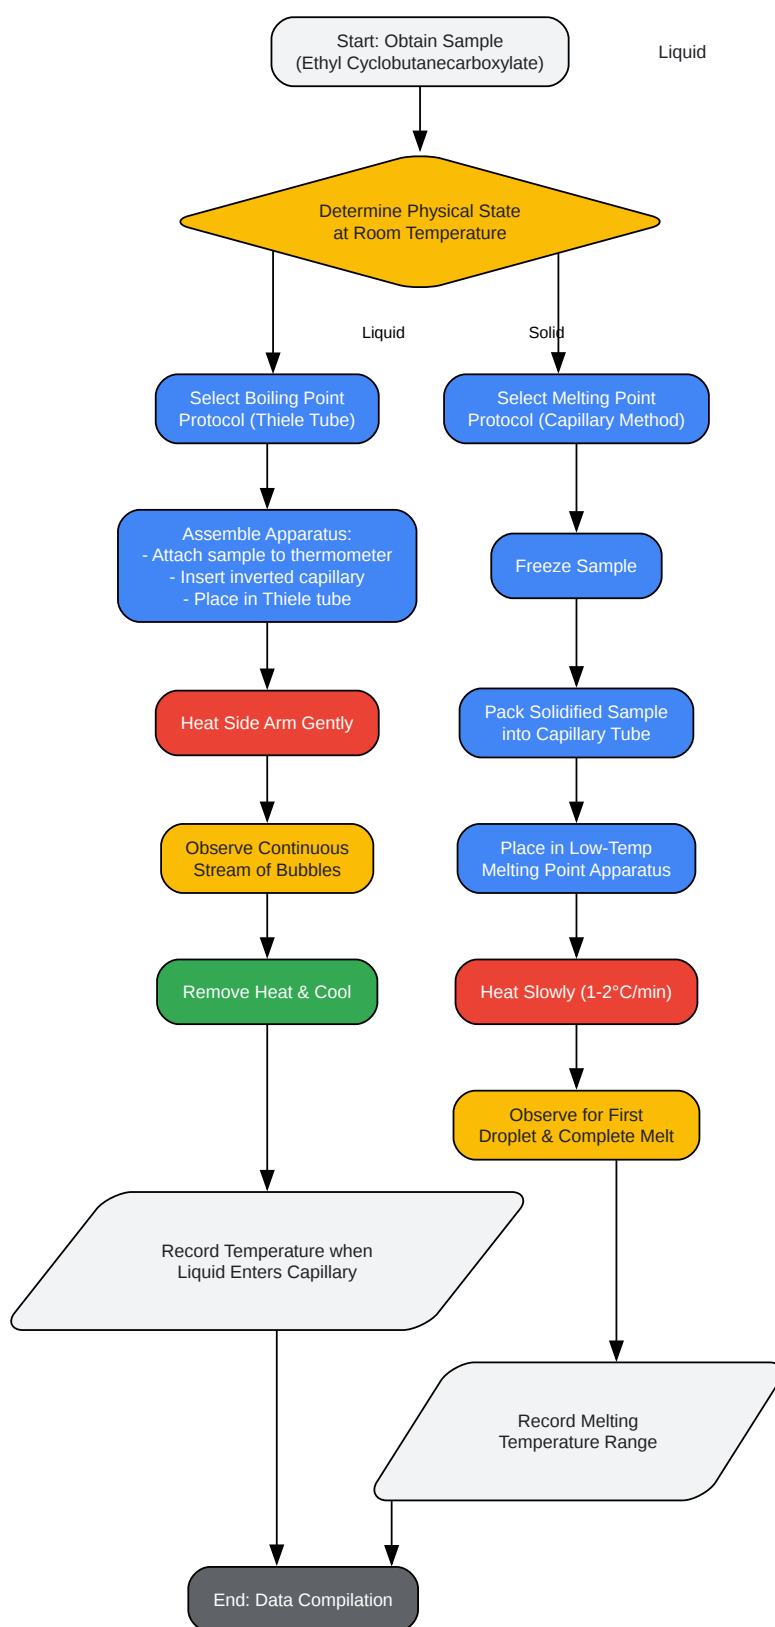 Start: Obtain Sample
(Ethyl Cyclobutanecarboxylate)
Liquid
Determine Physical State
at Room Temperature
Liquid
Solid
Select Boiling Point
Protocol (Thiele Tube)
Select Melting Point
Protocol (Capillary Method)
Assemble Apparatus:
- Attach sample to thermometer
- Insert inverted capillary
- Place in Thiele tube
Freeze Sample
Heat Side Arm Gently
Pack Solidified Sample
into Capillary Tube
Observe Continuous
Stream of Bubbles
Place in Low-Temp
Melting Point Apparatus
Remove Heat & Cool
Heat Slowly (1-2°C/min)
Observe for First
Droplet & Complete Melt
Record Temperature when
Liquid Enters Capillary
Record Melting
Temperature Range
End: Data Compilation